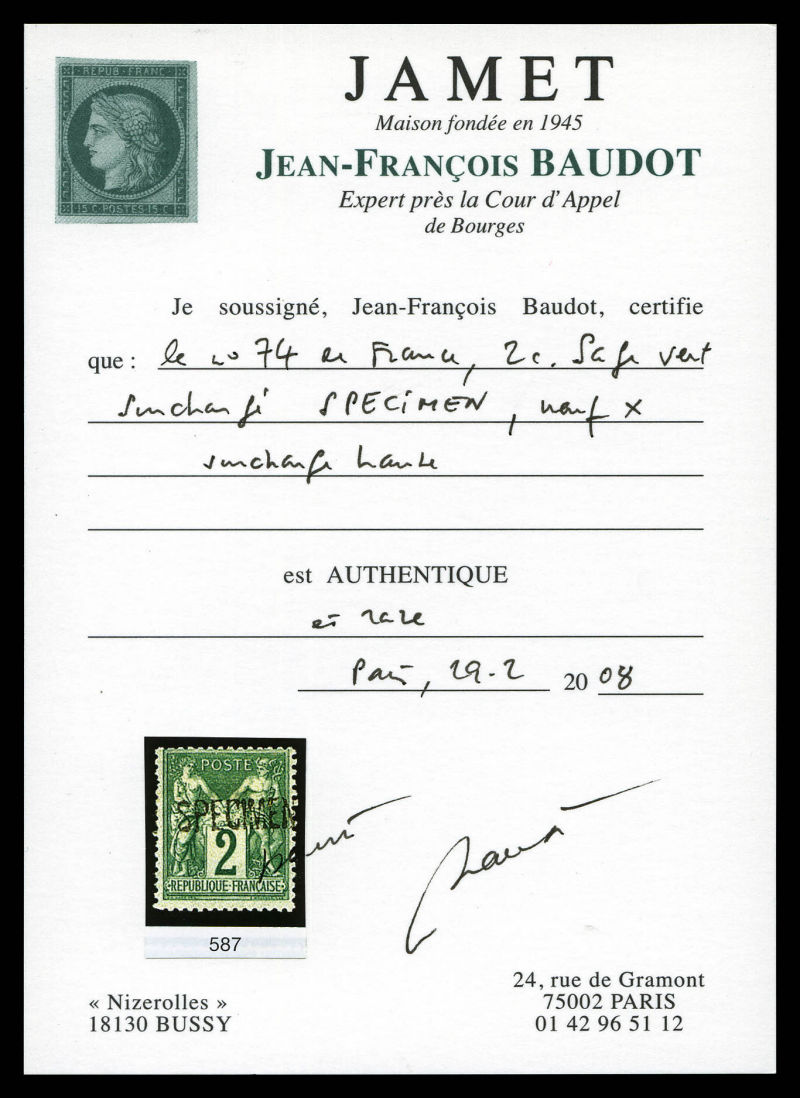 REPUB · FRANC ·
15 C · POSTES · 15 C
JAMET
Maison fondée en 1945
JEAN-FRANÇOIS BAUDOT
Expert près la Cour d'Appel
de Bourges
Je soussigné, Jean-François Baudot, certifie
que : le no 74 de France, 2c. Sage vert
surchargé SPECIMEN, neuf x
surcharge haute
est AUTHENTIQUE
et rare
Paris, 29-2 2008
POSTE
SPECIMEN
2
REPUBLIQUE FRANÇAISE
587
« Nizerolles »
18130 BUSSY
24, rue de Gramont
75002 PARIS
01 42 96 51 12